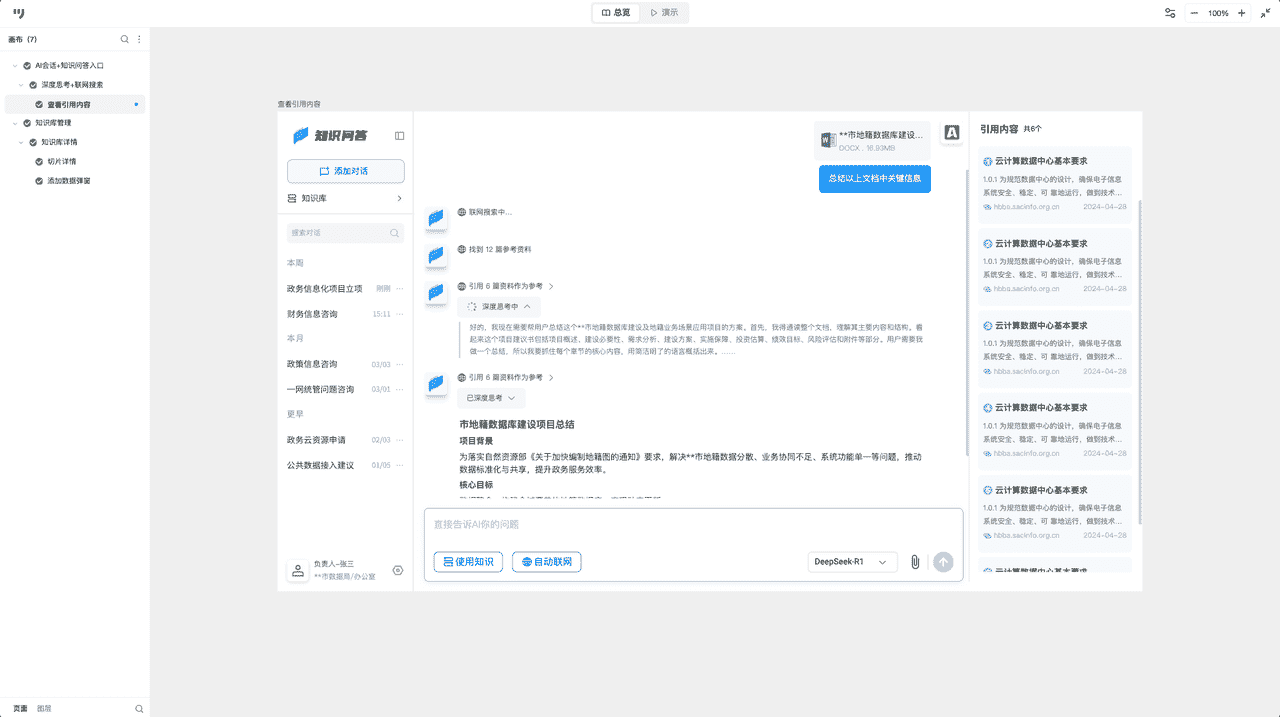 总览
演示
100%
画布 (7)
AI会话+知识问答入口
深度思考+联网搜索
查看引用内容
知识库管理
知识库详情
切片详情
添加数据弹窗
页面
图层
查看引用内容
知识问答
添加对话
知识库
搜索对话
本周
政务信息化项目立项 刚刚 ···
财务信息咨询 15:11 ···
本月
政策信息咨询 03/03 ···
一网统管问题咨询 03/01 ···
更早
政务云资源申请 02/03 ···
公共数据接入建议 01/05 ···
负责人-张三
**市数据局/办公室
**市地籍数据库建设...
DOCX . 16.93MB
总结以上文档中关键信息
联网搜索中...
找到 12 篇参考资料
引用 6 篇资料作为参考
深度思考中
好的，我现在需要帮用户总结这个**市地籍数据库建设及地籍业务场景应用项目的方案。首先，我得通读整个文档，理解其主要内容和结构。看
起来这个项目建议书包括项目概述、建设必要性、需求分析、建设方案、实施保障、投资估算、绩效目标、风险评估和附件等部分。用户需要我
做一个总结，所以我要抓住每个章节的核心内容，用简洁明了的语言概括出来。……
引用 6 篇资料作为参考
已深度思考
市地籍数据库建设项目总结
项目背景
为落实自然资源部《关于加快编制地籍图的通知》要求，解决**市地籍数据分散、业务协同不足、系统功能单一等问题，推动
数据标准化与共享，提升政务服务效率。
核心目标
直接告诉AI你的问题
使用知识
自动联网
DeepSeek-R1
引用内容 共6个
云计算数据中心基本要求
1.0.1 为规范数据中心的设计，确保电子信息
系统安全、稳定、可 靠地运行，做到技术...
hbba.sacinfo.org.cn 2024-04-28
云计算数据中心基本要求
1.0.1 为规范数据中心的设计，确保电子信息
系统安全、稳定、可 靠地运行，做到技术...
hbba.sacinfo.org.cn 2024-04-28
云计算数据中心基本要求
1.0.1 为规范数据中心的设计，确保电子信息
系统安全、稳定、可 靠地运行，做到技术...
hbba.sacinfo.org.cn 2024-04-28
云计算数据中心基本要求
1.0.1 为规范数据中心的设计，确保电子信息
系统安全、稳定、可 靠地运行，做到技术...
hbba.sacinfo.org.cn 2024-04-28
云计算数据中心基本要求
1.0.1 为规范数据中心的设计，确保电子信息
系统安全、稳定、可 靠地运行，做到技术...
hbba.sacinfo.org.cn 2024-04-28
云计算数据中心基本要求